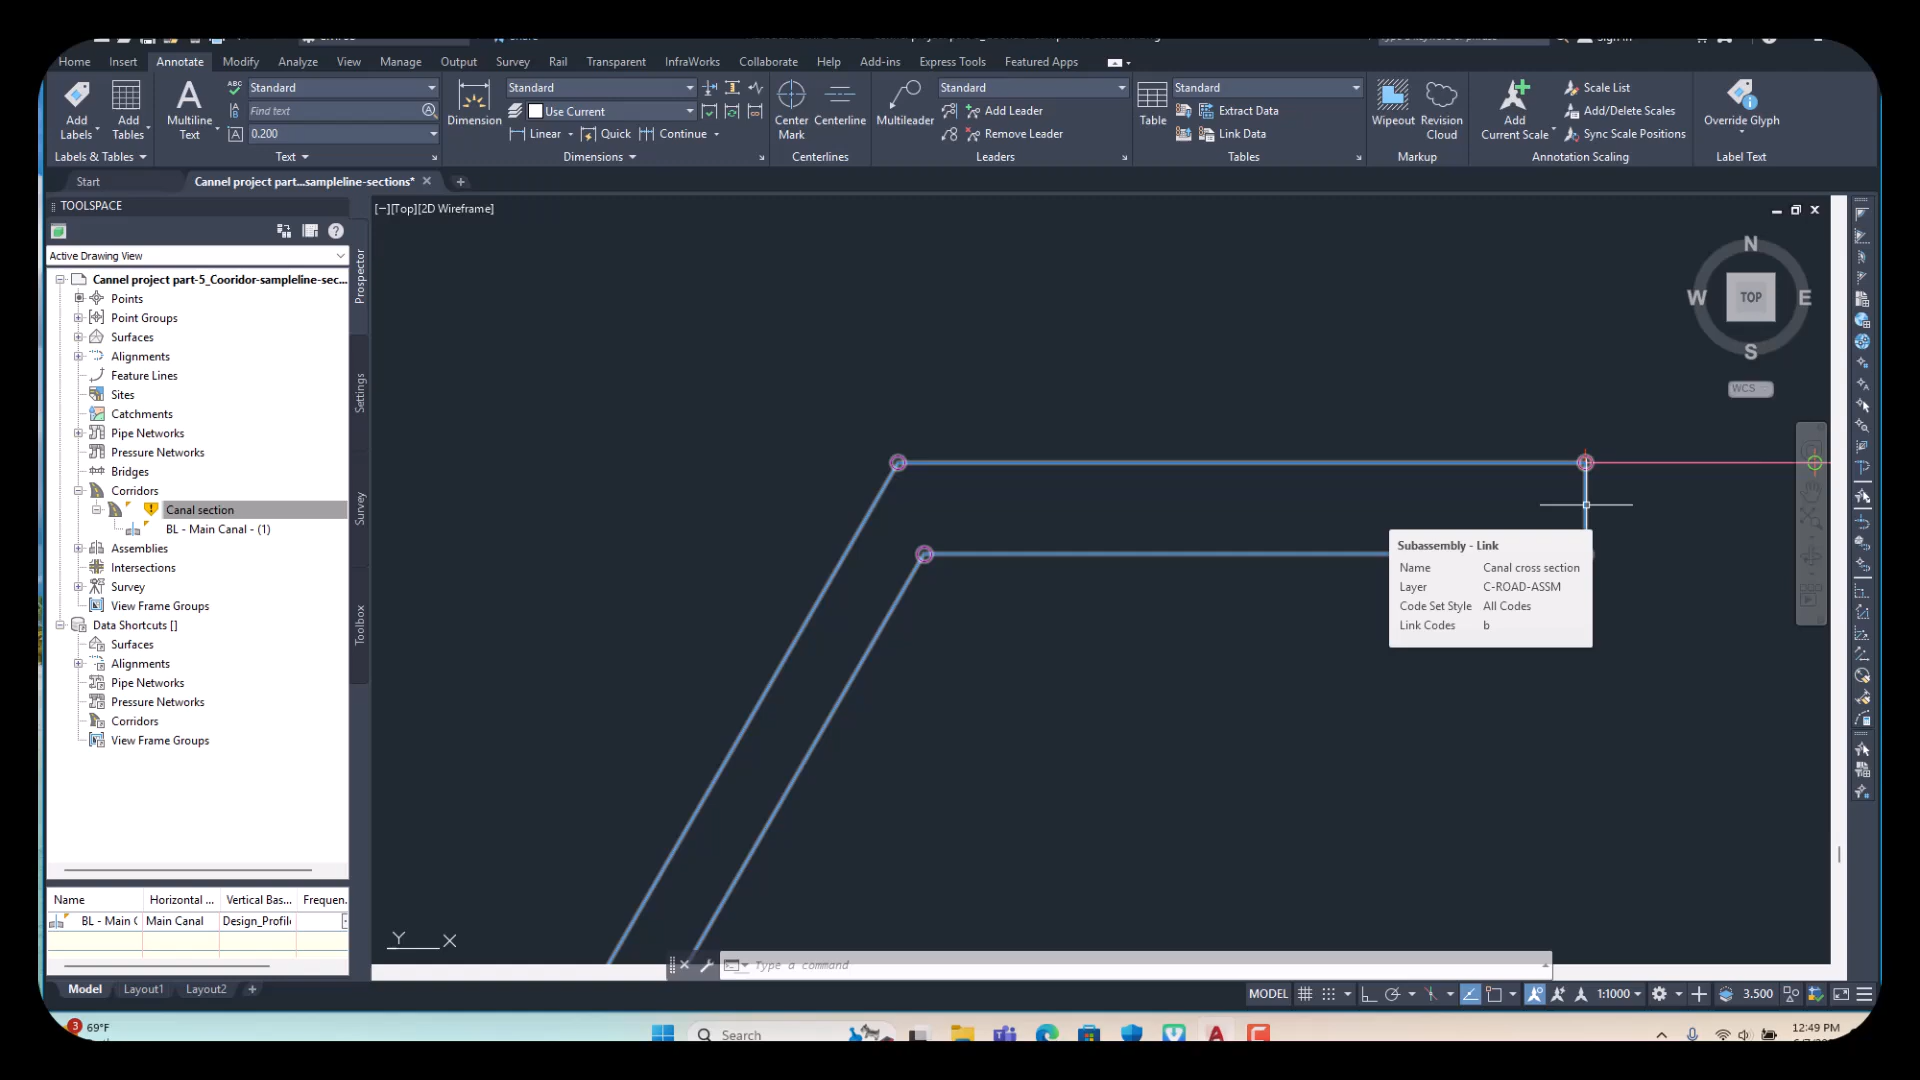 Home Insert Annotate Modify Analyze View Manage Output Survey Rail Transparent InfraWorks Collaborate Help Add-ins Express Tools Featured Apps
Add Labels
Add Tables
Labels & Tables
Multiline Text
ABC Standard
Find text
0.200
Text
Dimension
Standard
Use Current
Linear Quick Continue
Dimensions
Center Mark
Centerline
Centerlines
Multileader
Standard
Add Leader
Remove Leader
Leaders
Table
Standard
Extract Data
Link Data
Tables
Wipeout
Revision Cloud
Markup
Add Current Scale
Scale List
Add/Delete Scales
Sync Scale Positions
Annotation Scaling
Override Glyph
Label Text
Start
Cannel project part...sampleline-sections*
TOOLSPACE
Active Drawing View
Cannel project part-5_Cooridor-sampleline-sec...
Points
Point Groups
Surfaces
Alignments
Feature Lines
Sites
Catchments
Pipe Networks
Pressure Networks
Bridges
Corridors
Canal section
BL - Main Canal - (1)
Assemblies
Intersections
Survey
View Frame Groups
Data Shortcuts []
Surfaces
Alignments
Pipe Networks
Pressure Networks
Corridors
View Frame Groups
Prospector
Settings
Survey
Toolbox
Name Horizontal ... Vertical Bas... Frequen.
BL - Main C Main Canal Design_Profile
[−][Top][2D Wireframe]
N
W TOP E
S
WCS
Subassembly - Link
Name Canal cross section
Layer C-ROAD-ASSM
Code Set Style All Codes
Link Codes b
Y X
Type a command
Model Layout1 Layout2
MODEL 1:1000 3.500
3 69°F
Search
12:49 PM